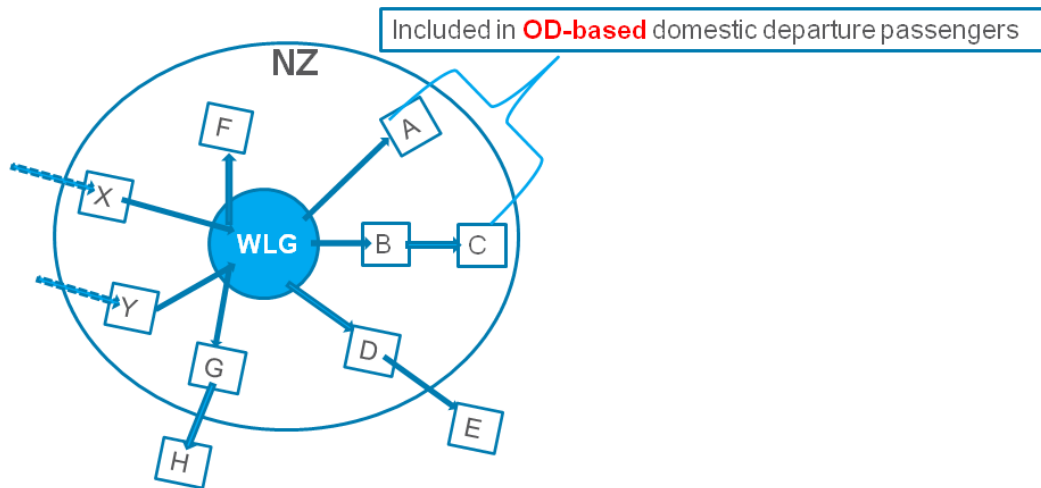 Included in OD-based domestic departure passengers
NZ
F
A
X
WLG
B
C
Y
D
G
E
H